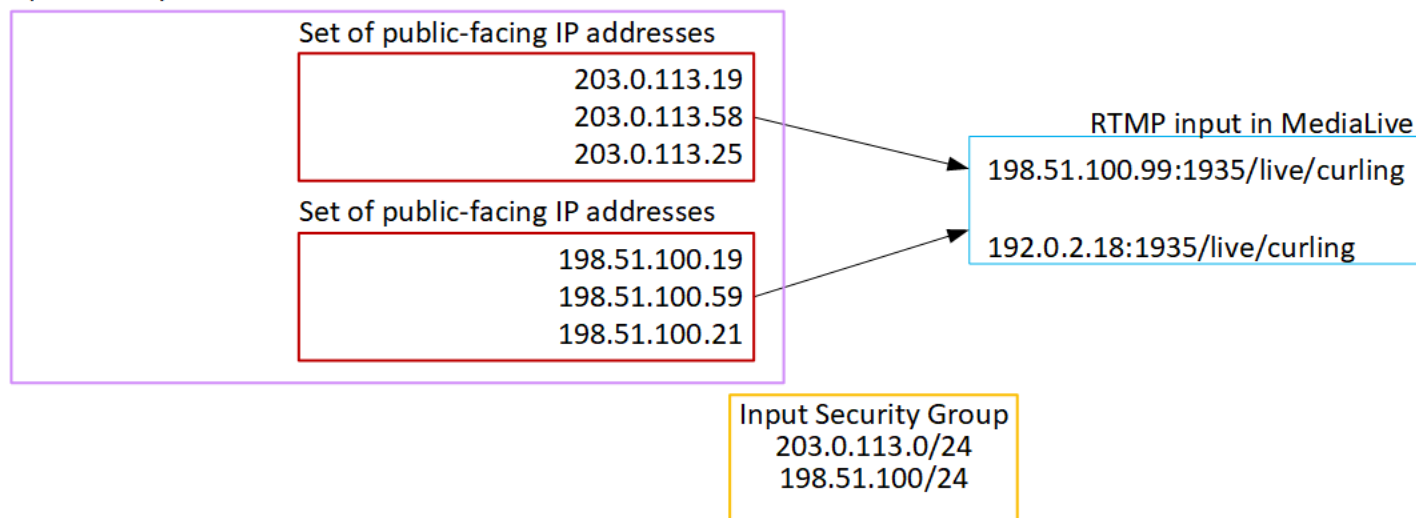 Set of public-facing IP addresses
203.0.113.19
203.0.113.58
203.0.113.25
Set of public-facing IP addresses
198.51.100.19
198.51.100.59
198.51.100.21
RTMP input in MediaLive
198.51.100.99:1935/live/curling
192.0.2.18:1935/live/curling
Input Security Group
203.0.113.0/24
198.51.100/24